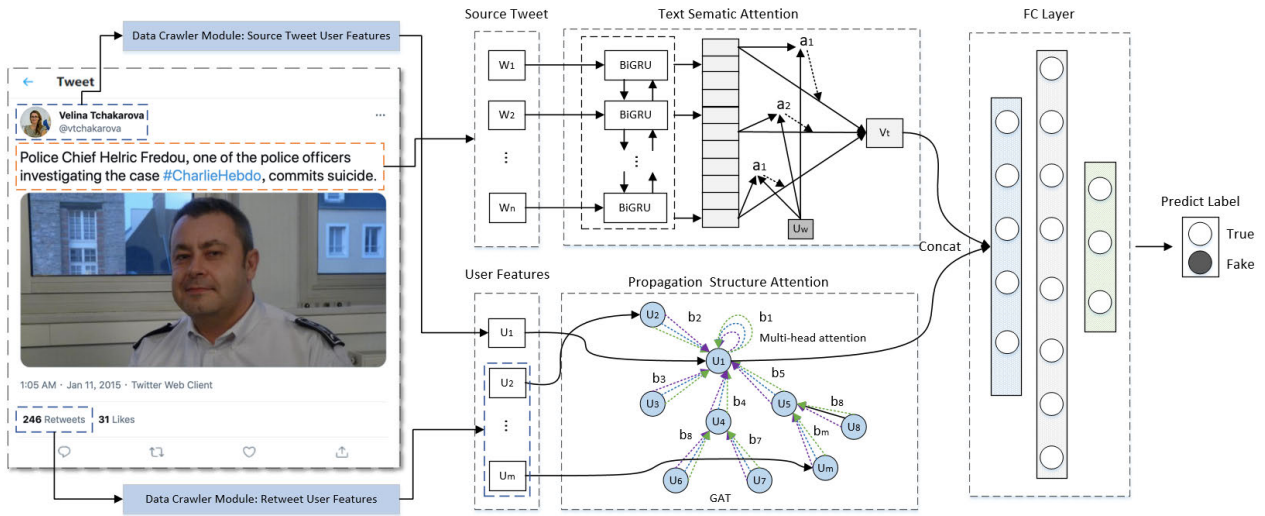 Data Crawler Module: Source Tweet User Features
←
Tweet
Velina Tchakarova
@vtchakarova
...
Police Chief Helric Fredou, one of the police officers
investigating the case #CharlieHebdo, commits suicide.
1:05 AM · Jan 11, 2015 · Twitter Web Client
246 Retweets 31 Likes
Data Crawler Module: Retweet User Features
Source Tweet
W1
W2
⋮
Wn
Text Sematic Attention
BiGRU
BiGRU
⋮
BiGRU
a1
a2
a1
Uw
Vt
User Features
U1
U2
⋮
Um
Propagation Structure Attention
Multi-head attention
b1
b2
b3
b4
b5
b8
bm
b8
b7
U2
U1
U3
U4
U5
U8
Um
U6
U7
GAT
Concat
FC Layer
Predict Label
True
Fake